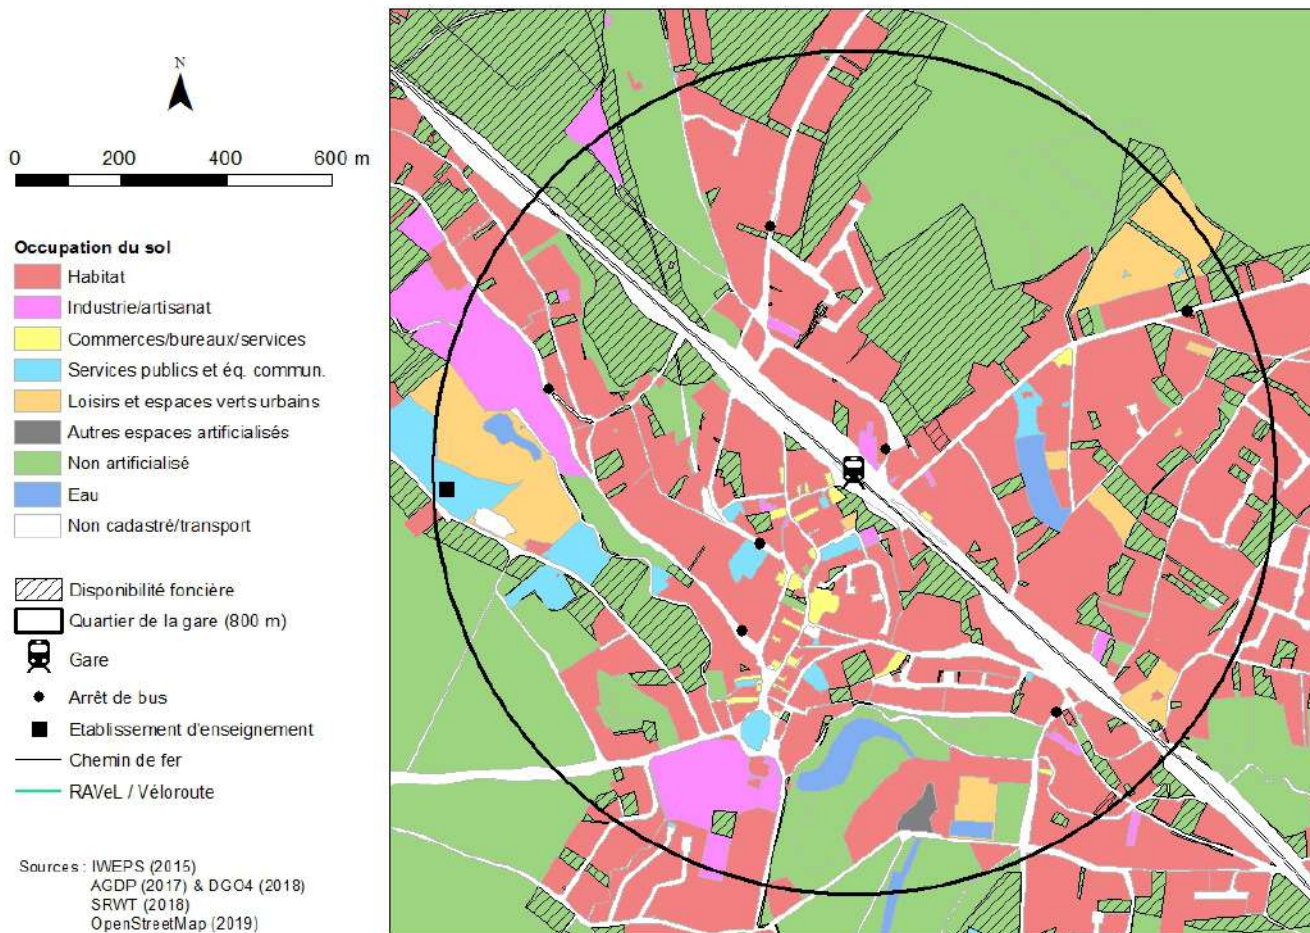 N
0 200 400 600 m
Occupation du sol
Habitat
Industrie/artisanat
Commerces/bureaux/services
Services publics et éq. commun.
Loisirs et espaces verts urbains
Autres espaces artificialisés
Non artificialisé
Eau
Non cadastré/transport
Disponibilité foncière
Quartier de la gare (800 m)
Gare
Arrêt de bus
Etablissement d'enseignement
Chemin de fer
RAVeL / Véloroute
Sources : IWEPS (2015)
AGDP (2017) & DGO4 (2018)
SRWT (2018)
OpenStreetMap (2019)